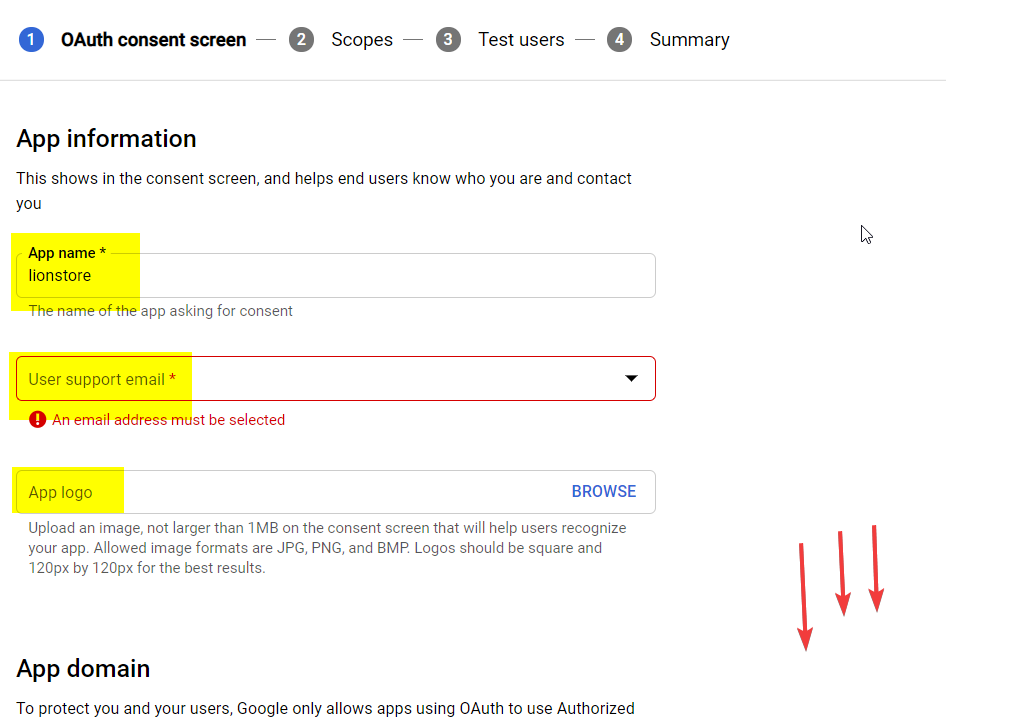 1 OAuth consent screen — 2 Scopes — 3 Test users — 4 Summary
App information
This shows in the consent screen, and helps end users know who you are and contact
you
App name *
lionstore
The name of the app asking for consent
User support email *
An email address must be selected
App logo BROWSE
Upload an image, not larger than 1MB on the consent screen that will help users recognize
your app. Allowed image formats are JPG, PNG, and BMP. Logos should be square and
120px by 120px for the best results.
App domain
To protect you and your users, Google only allows apps using OAuth to use Authorized